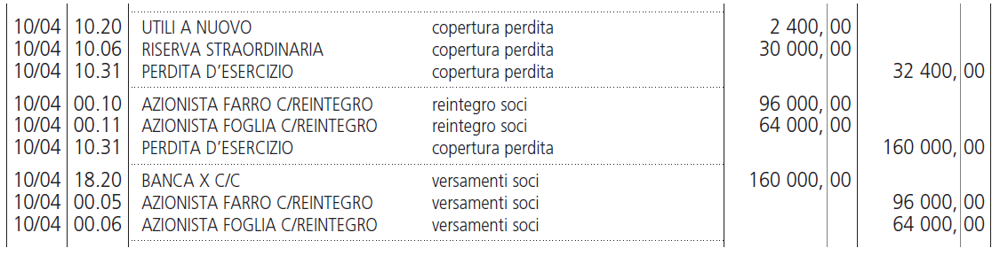 10/04 10.20 UTILI A NUOVO copertura perdita 2 400, 00
10/04 10.06 RISERVA STRAORDINARIA copertura perdita 30 000, 00
10/04 10.31 PERDITA D’ESERCIZIO copertura perdita 32 400, 00
10/04 00.10 AZIONISTA FARRO C/REINTEGRO reintegro soci 96 000, 00
10/04 00.11 AZIONISTA FOGLIA C/REINTEGRO reintegro soci 64 000, 00
10/04 10.31 PERDITA D’ESERCIZIO copertura perdita 160 000, 00
10/04 18.20 BANCA X C/C versamenti soci 160 000, 00
10/04 00.05 AZIONISTA FARRO C/REINTEGRO versamenti soci 96 000, 00
10/04 00.06 AZIONISTA FOGLIA C/REINTEGRO versamenti soci 64 000, 00